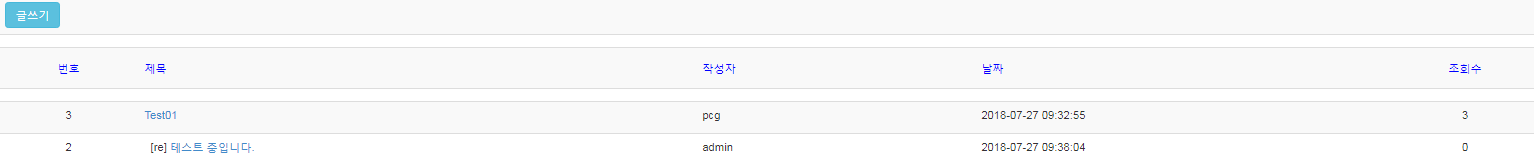 글쓰기
번호 제목 작성자 날짜 조회수
3 Test01 pcg 2018-07-27 09:32:55 3
2 [re] 테스트 중입니다. admin 2018-07-27 09:38:04 0